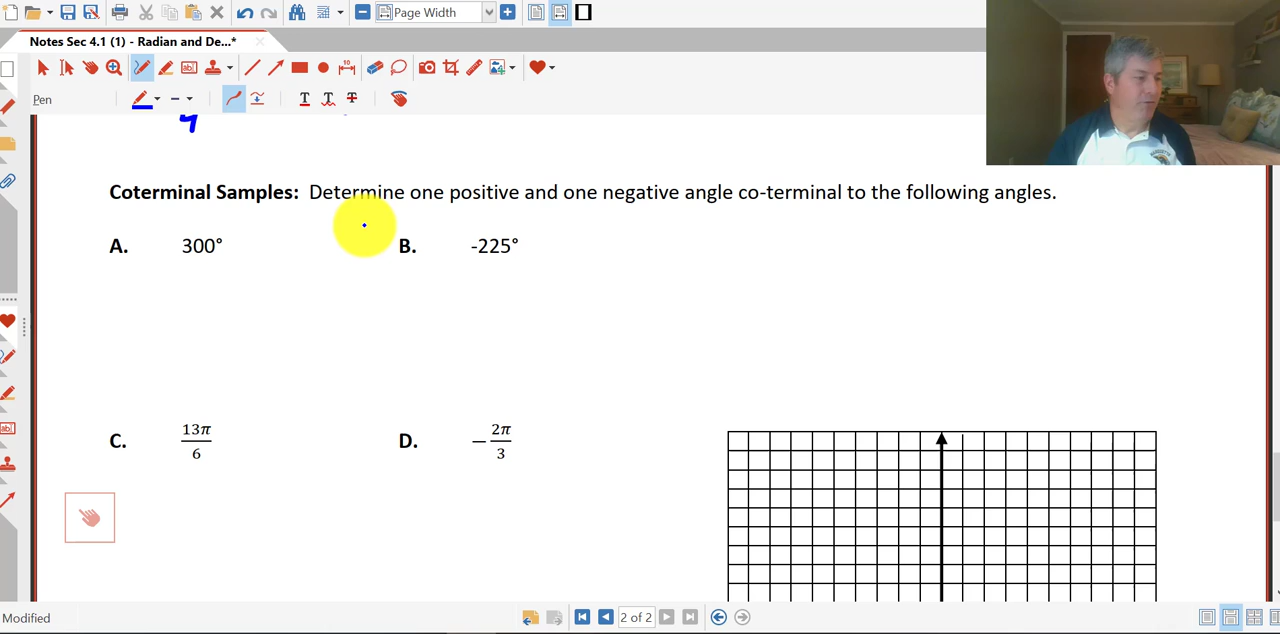 Page Width
Notes Sec 4.1 (1) - Radian and De...*
Pen
4
Coterminal Samples: Determine one positive and one negative angle co-terminal to the following angles.
A. 300° B. -225°
C. 13π/6 D. −2π/3
Modified
2 of 2